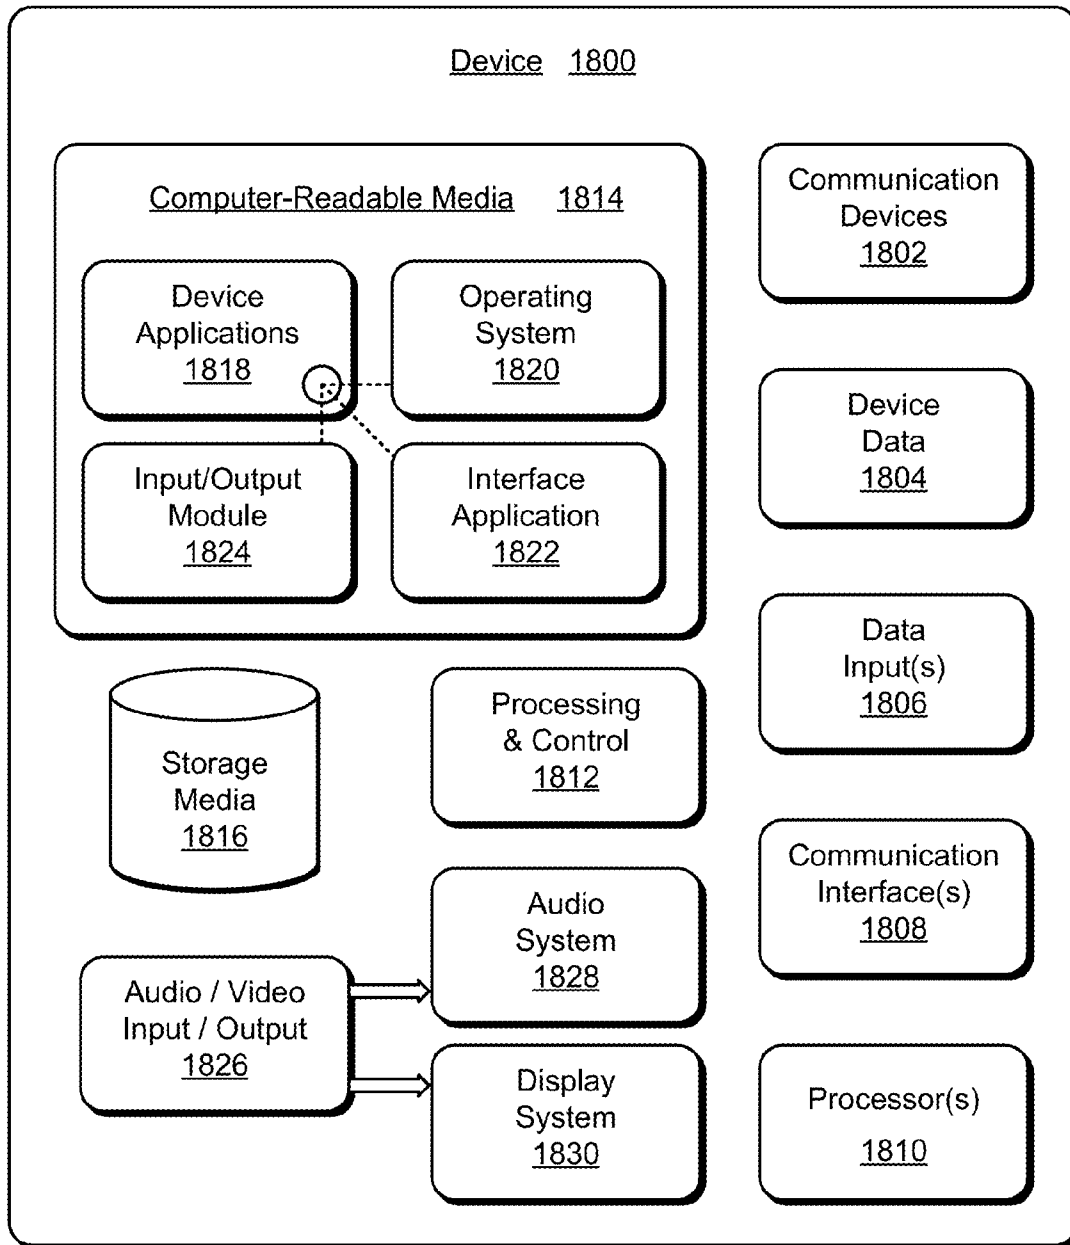 Device 1800
Computer-Readable Media 1814
Device
Applications
1818
Operating
System
1820
Input/Output
Module
1824
Interface
Application
1822
Storage
Media
1816
Processing
& Control
1812
Audio / Video
Input / Output
1826
Audio
System
1828
Display
System
1830
Communication
Devices
1802
Device
Data
1804
Data
Input(s)
1806
Communication
Interface(s)
1808
Processor(s)
1810